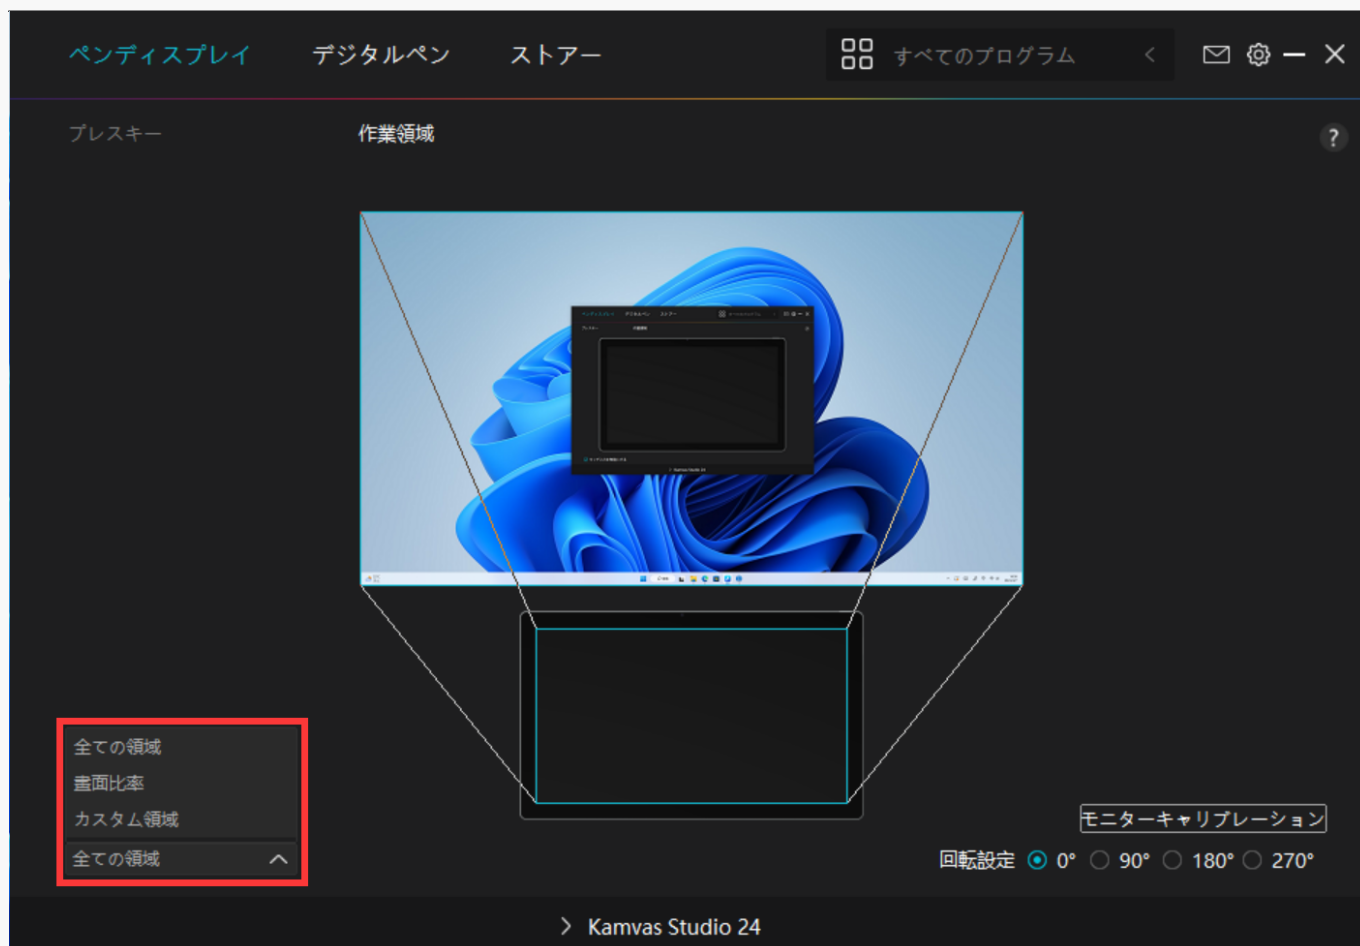 ペンディスプレイ デジタルペン ストアー すべてのプログラム
プレスキー 作業領域 ?
全ての領域
畫面比率
カスタム領域
全ての領域
モニターキャリブレーション
回転設定 0° 90° 180° 270°
Kamvas Studio 24